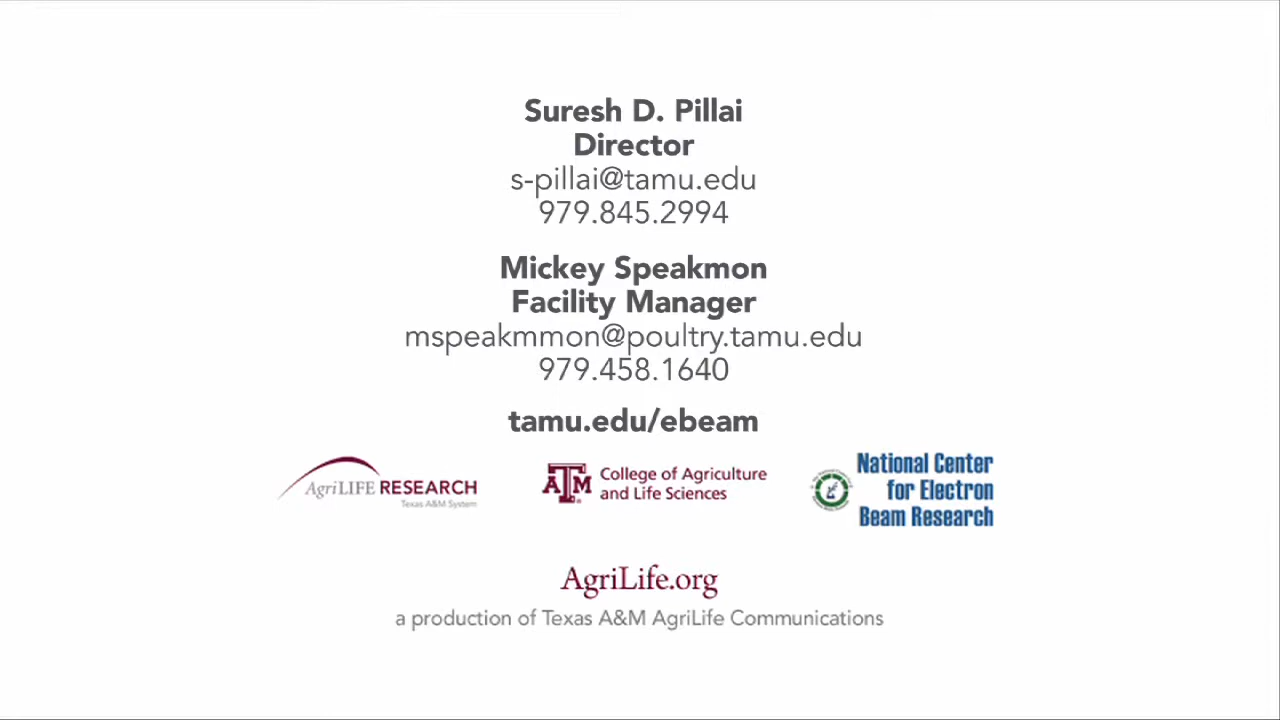 Suresh D. Pillai
Director
s-pillai@tamu.edu
979.845.2994
Mickey Speakmon
Facility Manager
mspeakmmon@poultry.tamu.edu
979.458.1640
tamu.edu/ebeam
AgriLIFE RESEARCH
Texas A&M System
ATM College of Agriculture
and Life Sciences
National Center
for Electron
Beam Research
AgriLife.org
a production of Texas A&M AgriLife Communications